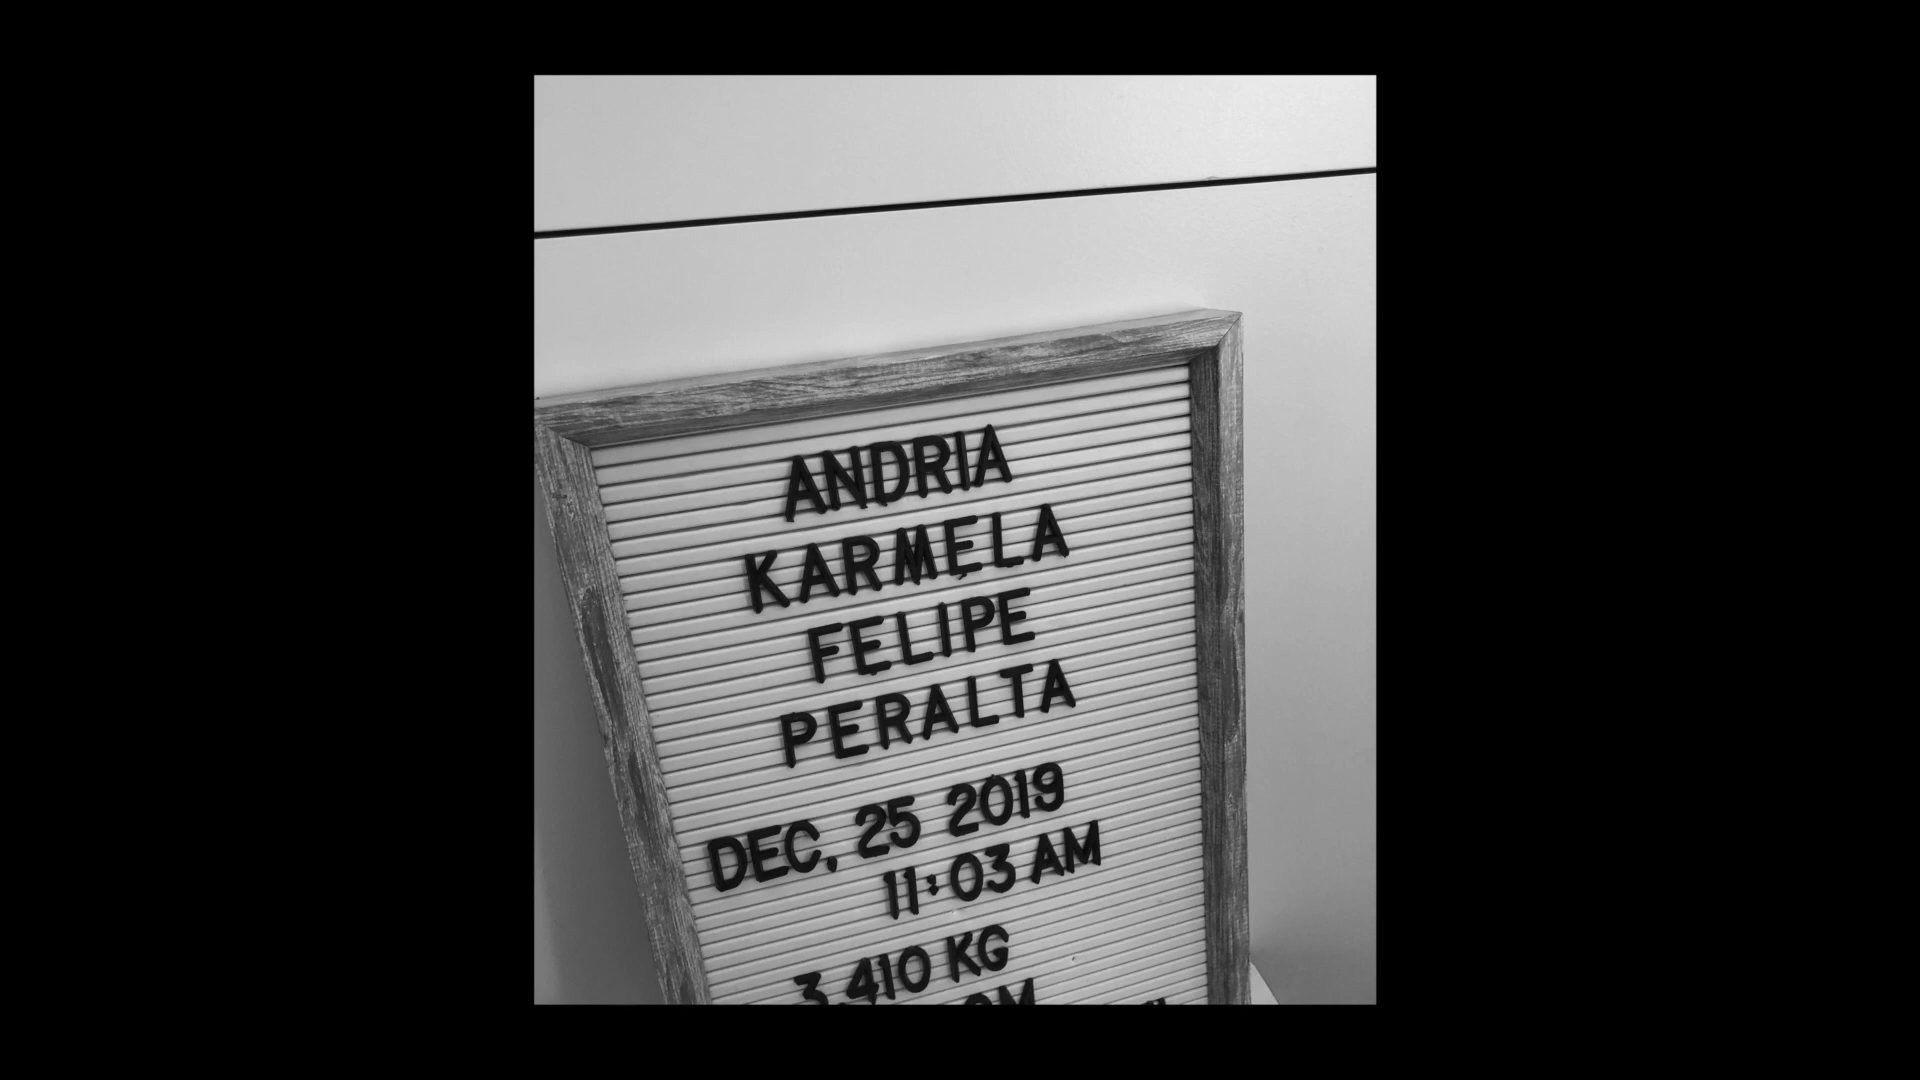 ANDRIA
KARMELA
FELIPE
PERALTA
DEC. 25 2019
11:03 AM
3.410 KG